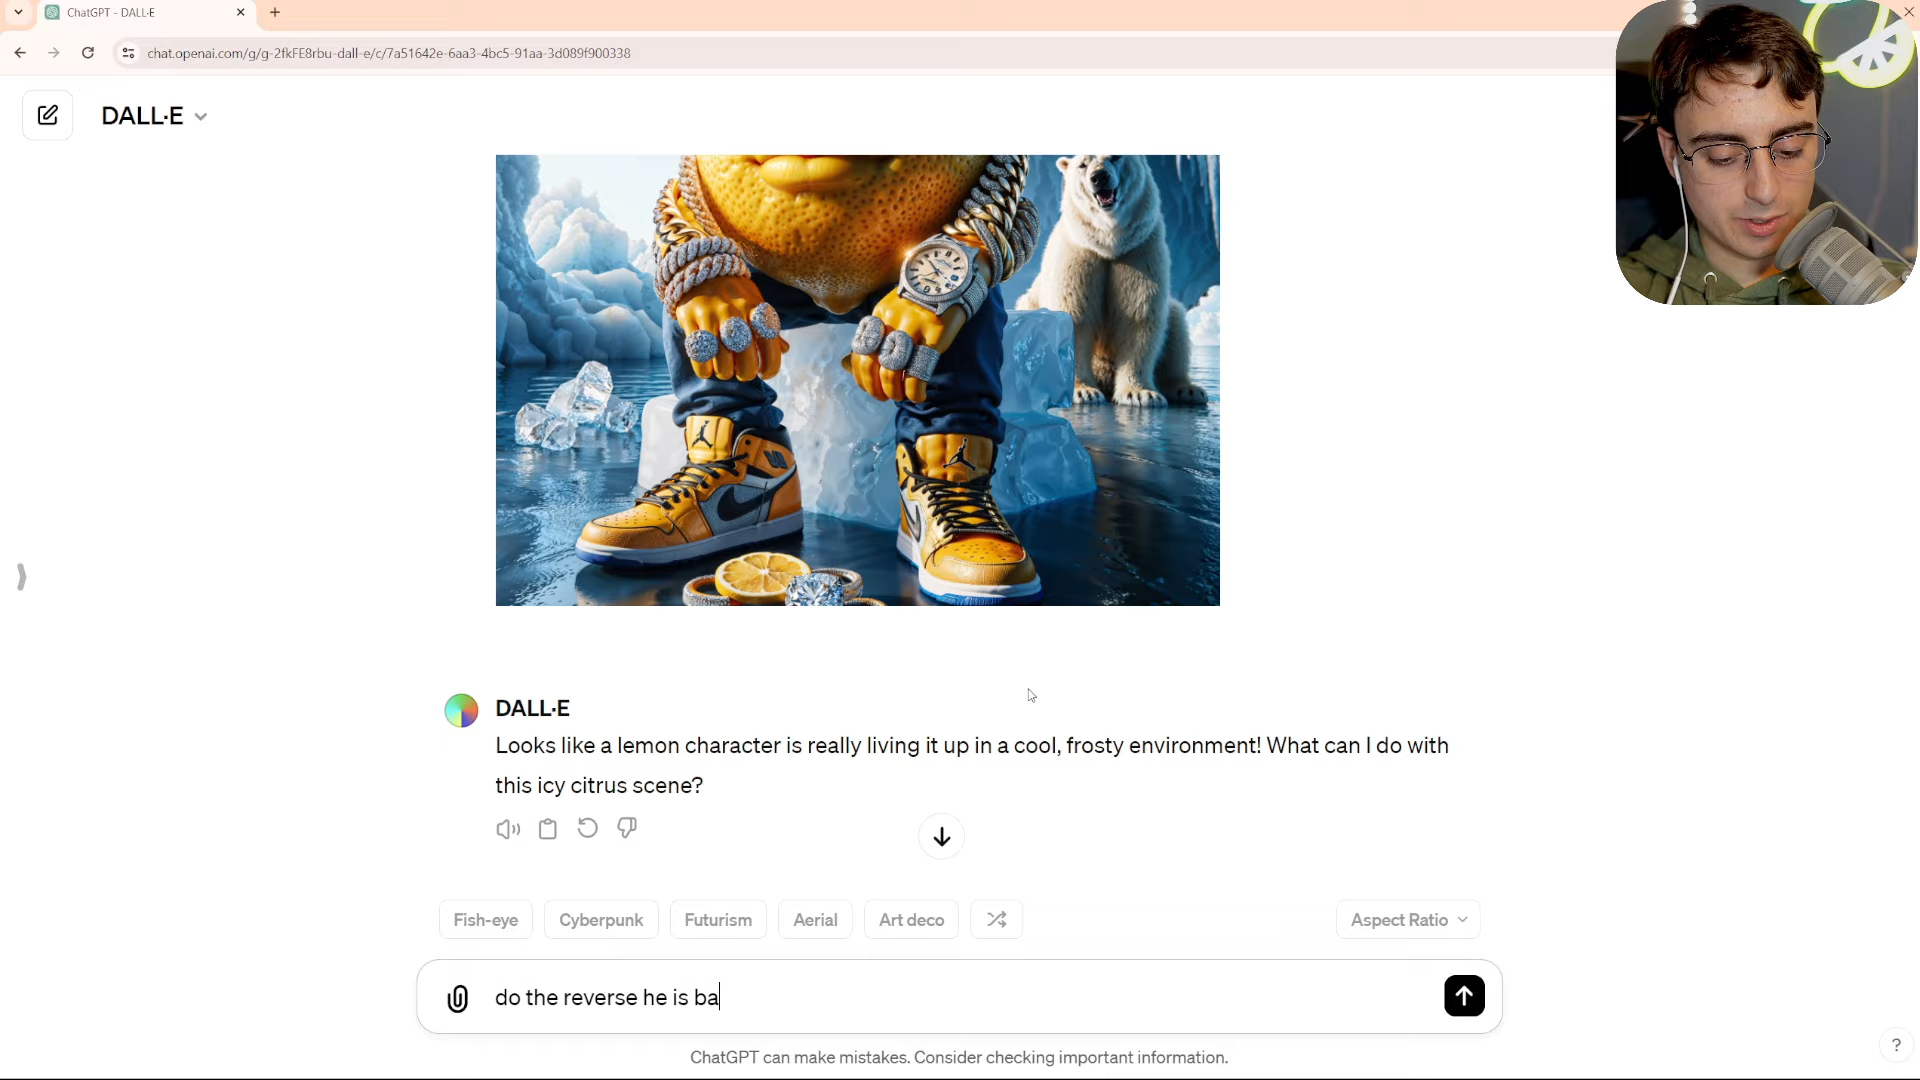 ChatGPT - DALL·E
chat.openai.com/g/g-2fkFE8rbu-dall-e/c/7a51642e-6aa3-4bc5-91aa-3d089f900338
DALL·E
DALL·E
Looks like a lemon character is really living it up in a cool, frosty environment! What can I do with
this icy citrus scene?
Fish-eye
Cyberpunk
Futurism
Aerial
Art deco
Aspect Ratio
do the reverse he is ba
ChatGPT can make mistakes. Consider checking important information.
?